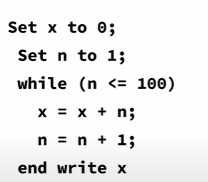 Set x to 0;
Set n to 1;
while (n <= 100)
x = x + n;
n = n + 1;
end write x